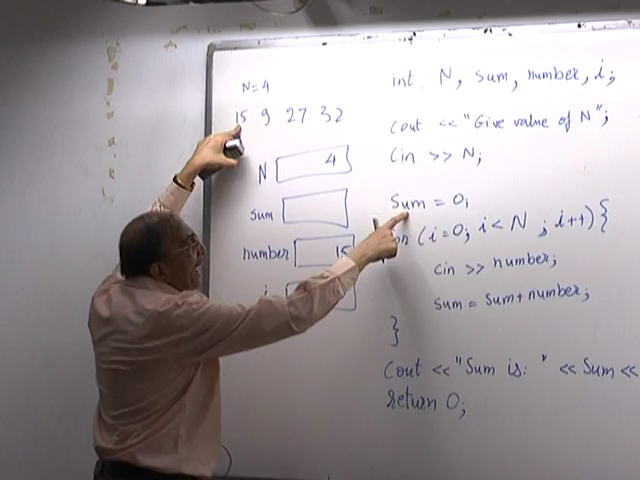 N=4
15 9 27 32
N 4
sum
number 15
i
int N, sum, number, i;
cout << "Give value of N";
cin >> N;
Sum = 0;
(i=0; i<N ; i++) {
cin >> number;
sum = sum + number;
}
cout << "Sum is: " << Sum <<
return 0;